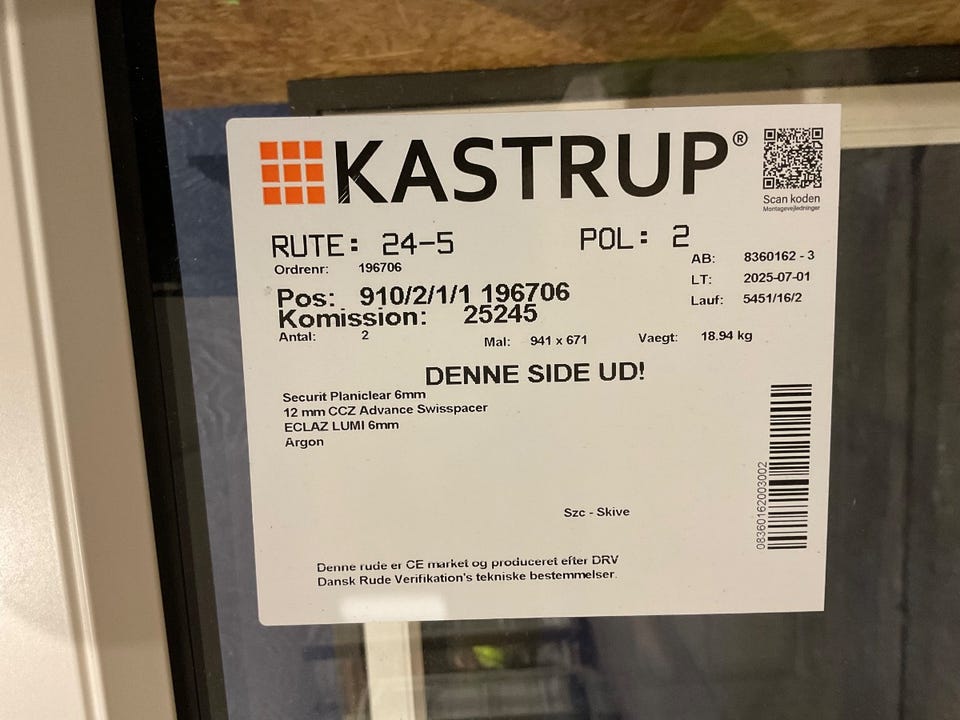 KASTRUP®
Scan koden
Montagevejledninger
RUTE: 24-5 POL: 2
Ordrenr: 196706
AB: 8360162 - 3
LT: 2025-07-01
Lauf: 5451/16/2
Pos: 910/2/1/1 196706
Komission: 25245
Antal: 2 Mal: 941 x 671 Vaegt: 18.94 kg
DENNE SIDE UD!
Securit Planiclear 6mm
12 mm CCZ Advance Swisspacer
ECLAZ LUMI 6mm
Argon
08360162003002
Szc - Skive
Denne rude er CE market og produceret efter DRV
Dansk Rude Verifikation's tekniske bestemmelser.